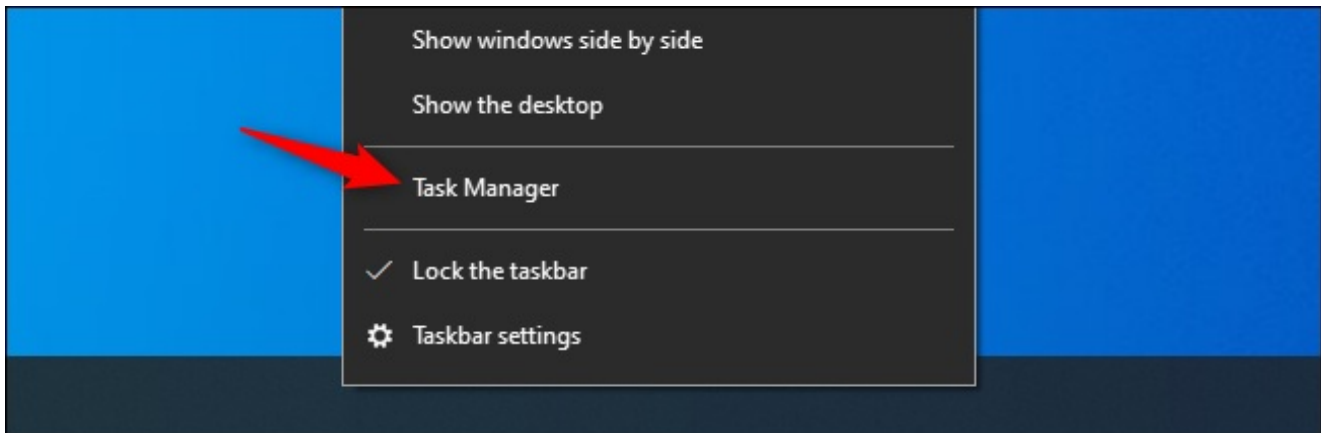 Show windows side by side
Show the desktop
Task Manager
Lock the taskbar
Taskbar settings